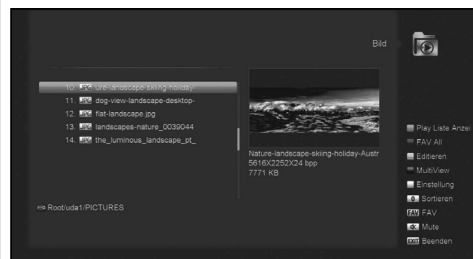 Bild
10. JPG ure-landscape-skiing-holiday-
11. JPG dog-view-landscape-desktop-
12. JPG flat-landscape.jpg
13. JPG landscapes-nature_0039044
14. JPG the_luminous_landscape_pt_
Nature-landscape-skiing-holiday-Austr
5616X2252X24 bpp
7771 KB
Root/uda1/PICTURES
Play Liste Anzei
FAV All
Editieren
MultiView
Einstellung
0 Sortieren
FAV FAV
Mute
EXIT Beenden